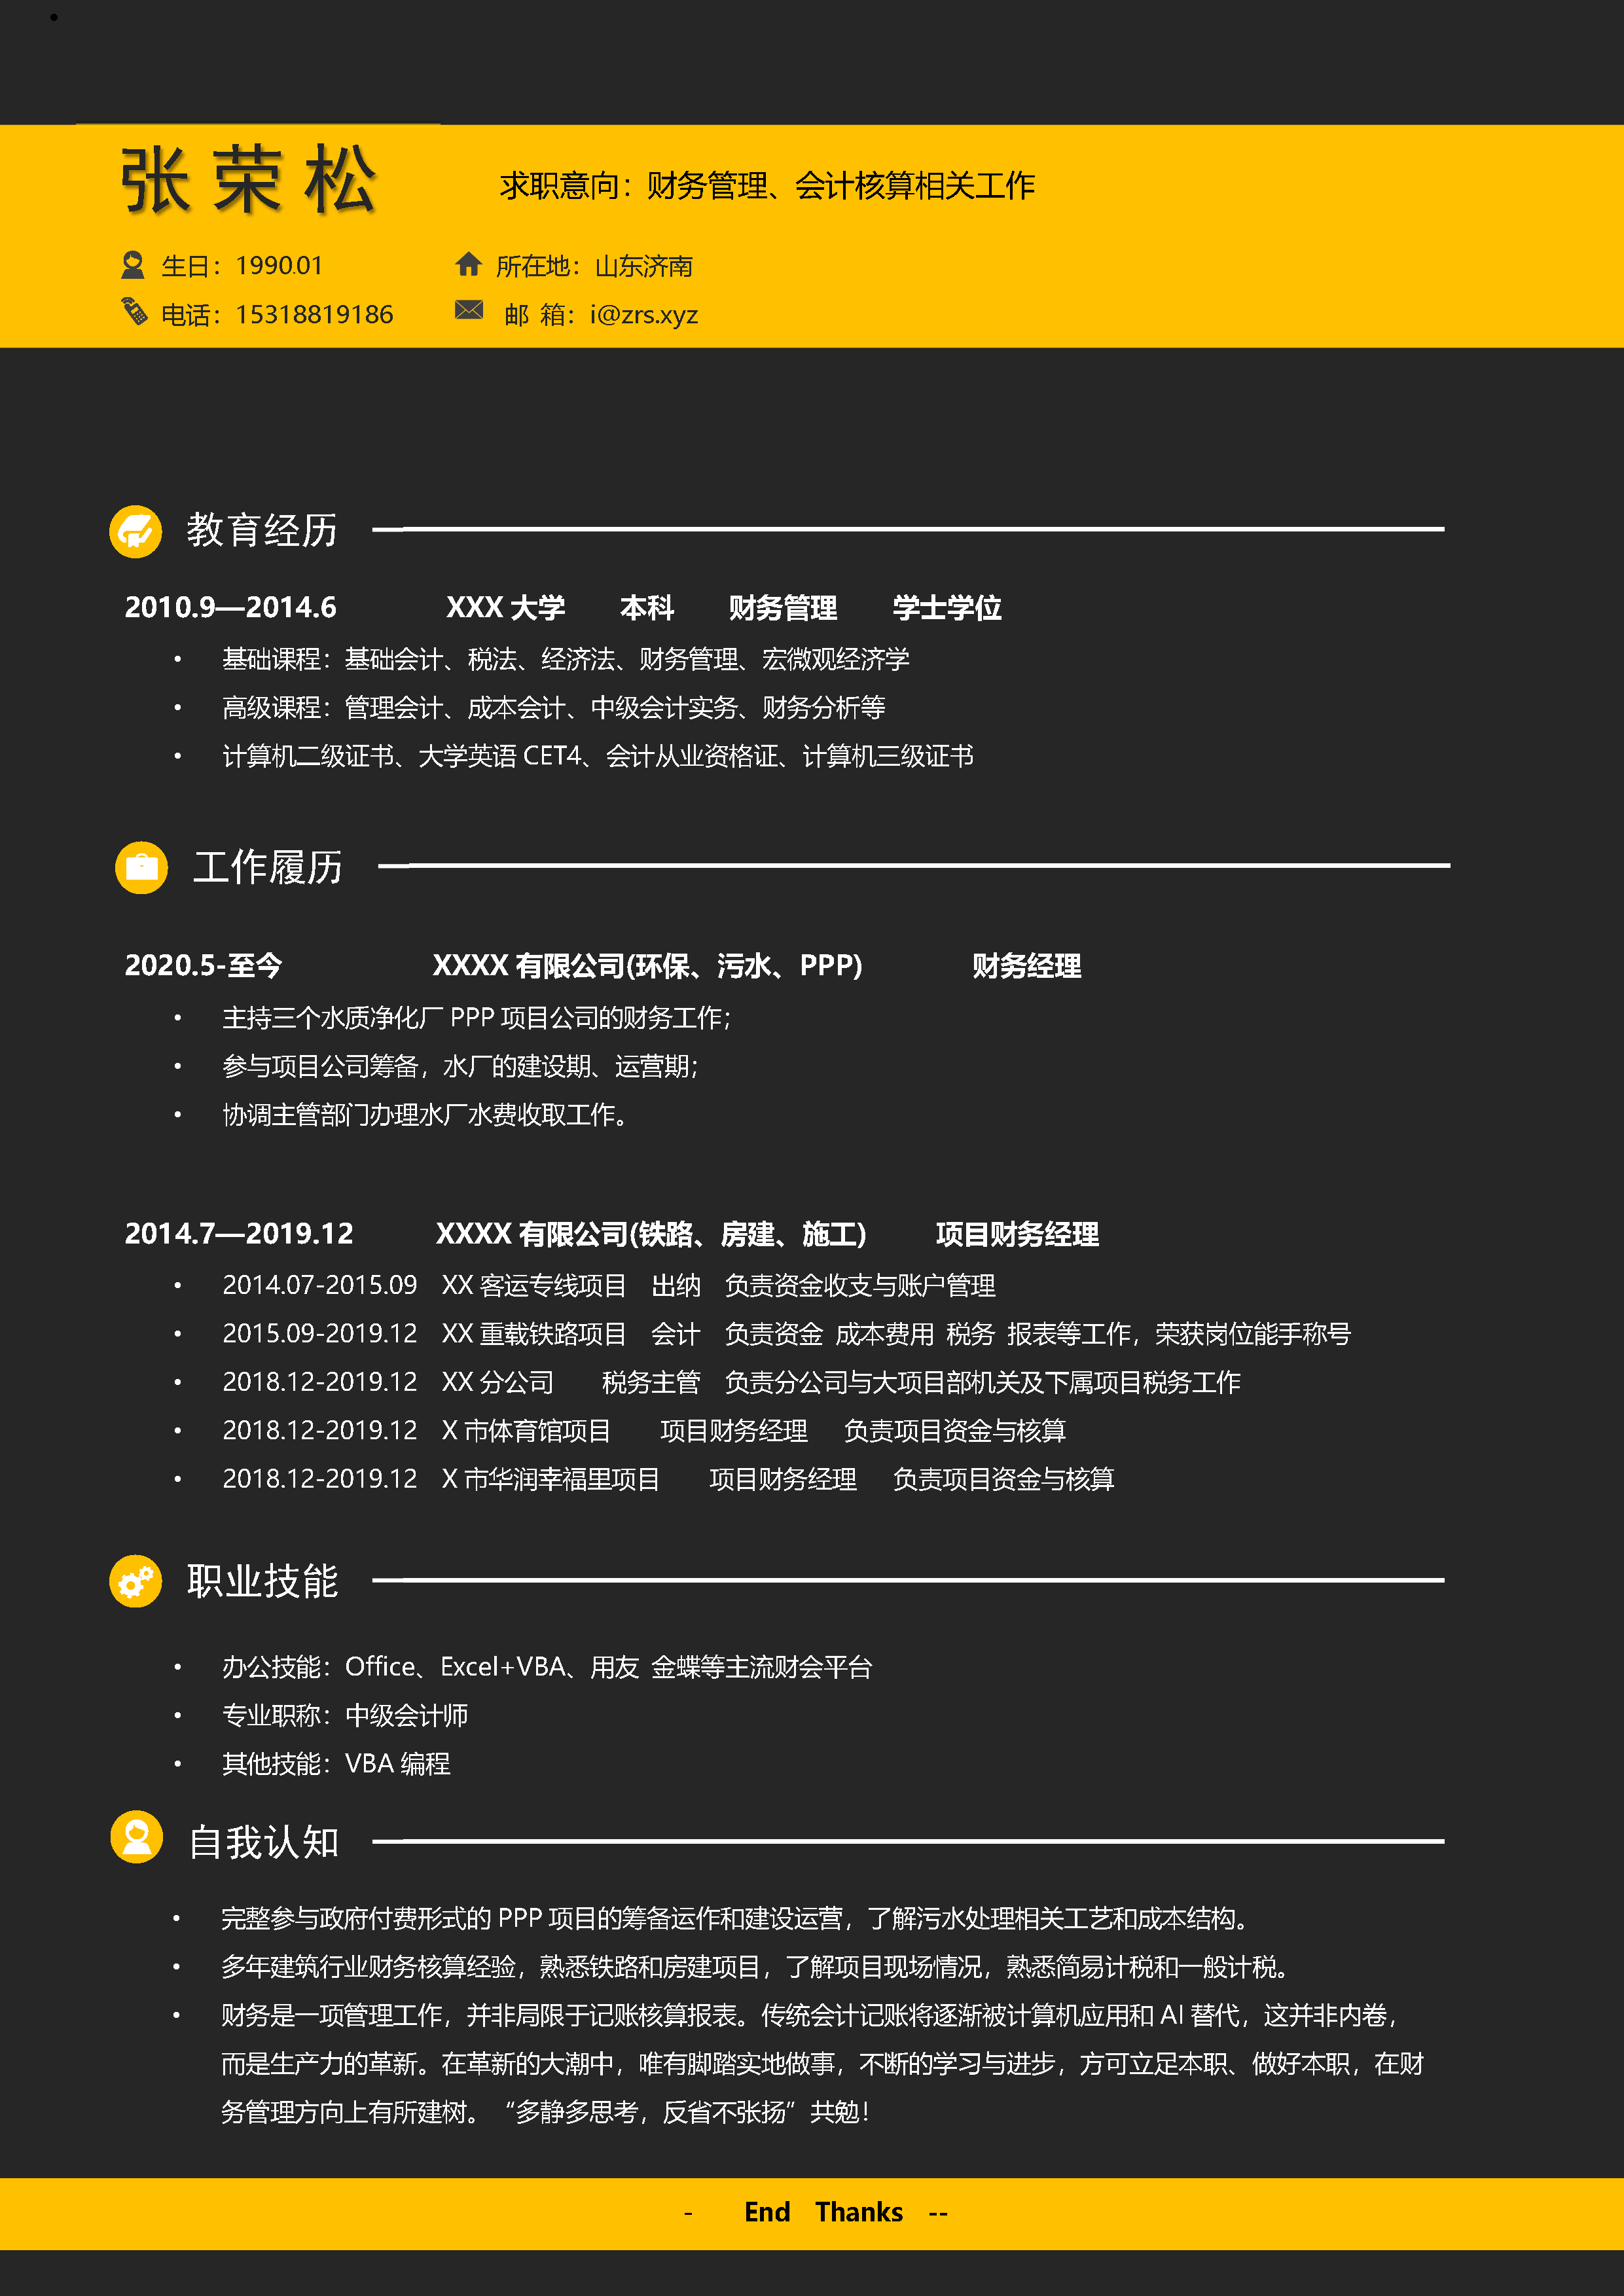 张 荣 松
求职意向：财务管理、会计核算相关工作
生日：1990.01 所在地：山东济南
电话：15318819186 邮 箱：i@zrs.xyz
教育经历
2010.9—2014.6 XXX 大学 本科 财务管理 学士学位
• 基础课程：基础会计、税法、经济法、财务管理、宏微观经济学
• 高级课程：管理会计、成本会计、中级会计实务、财务分析等
• 计算机二级证书、大学英语 CET4、会计从业资格证、计算机三级证书
工作履历
2020.5-至今 XXXX 有限公司(环保、污水、PPP) 财务经理
• 主持三个水质净化厂 PPP 项目公司的财务工作；
• 参与项目公司筹备，水厂的建设期、运营期；
• 协调主管部门办理水厂水费收取工作。
2014.7—2019.12 XXXX 有限公司(铁路、房建、施工) 项目财务经理
• 2014.07-2015.09 XX 客运专线项目 出纳 负责资金收支与账户管理
• 2015.09-2019.12 XX 重载铁路项目 会计 负责资金 成本费用 税务 报表等工作，荣获岗位能手称号
• 2018.12-2019.12 XX 分公司 税务主管 负责分公司与大项目部机关及下属项目税务工作
• 2018.12-2019.12 X 市体育馆项目 项目财务经理 负责项目资金与核算
• 2018.12-2019.12 X 市华润幸福里项目 项目财务经理 负责项目资金与核算
职业技能
• 办公技能：Office、Excel+VBA、用友 金蝶等主流财会平台
• 专业职称：中级会计师
• 其他技能：VBA 编程
自我认知
• 完整参与政府付费形式的 PPP 项目的筹备运作和建设运营，了解污水处理相关工艺和成本结构。
• 多年建筑行业财务核算经验，熟悉铁路和房建项目，了解项目现场情况，熟悉简易计税和一般计税。
• 财务是一项管理工作，并非局限于记账核算报表。传统会计记账将逐渐被计算机应用和 AI 替代，这并非内卷，
而是生产力的革新。在革新的大潮中，唯有脚踏实地做事，不断的学习与进步，方可立足本职、做好本职，在财
务管理方向上有所建树。“多静多思考，反省不张扬”共勉！
- End Thanks --